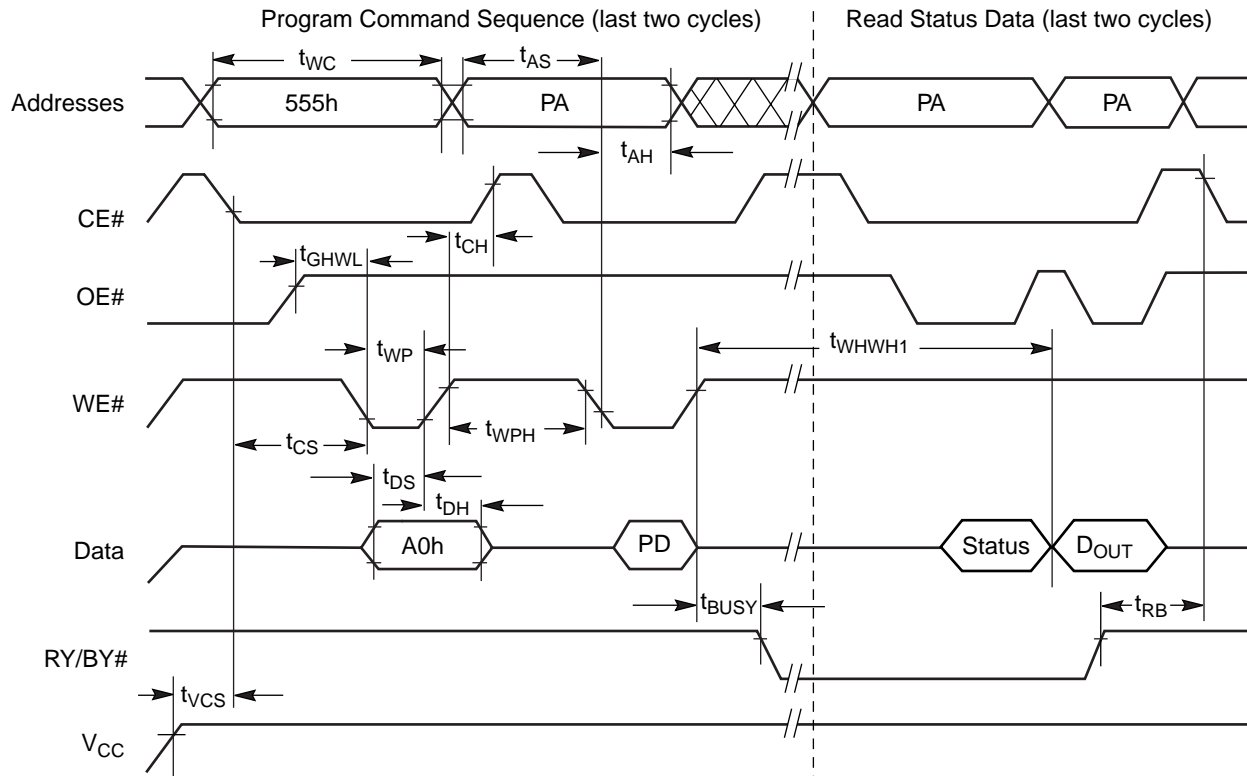 Program Command Sequence (last two cycles)
Read Status Data (last two cycles)
tWC
tAS
Addresses
555h
PA
PA
PA
tAH
CE#
tCH
tGHWL
OE#
tWP
tWHWH1
WE#
tWPH
tCS
tDS
tDH
Data
A0h
PD
Status
DOUT
tBUSY
tRB
RY/BY#
tVCS
VCC